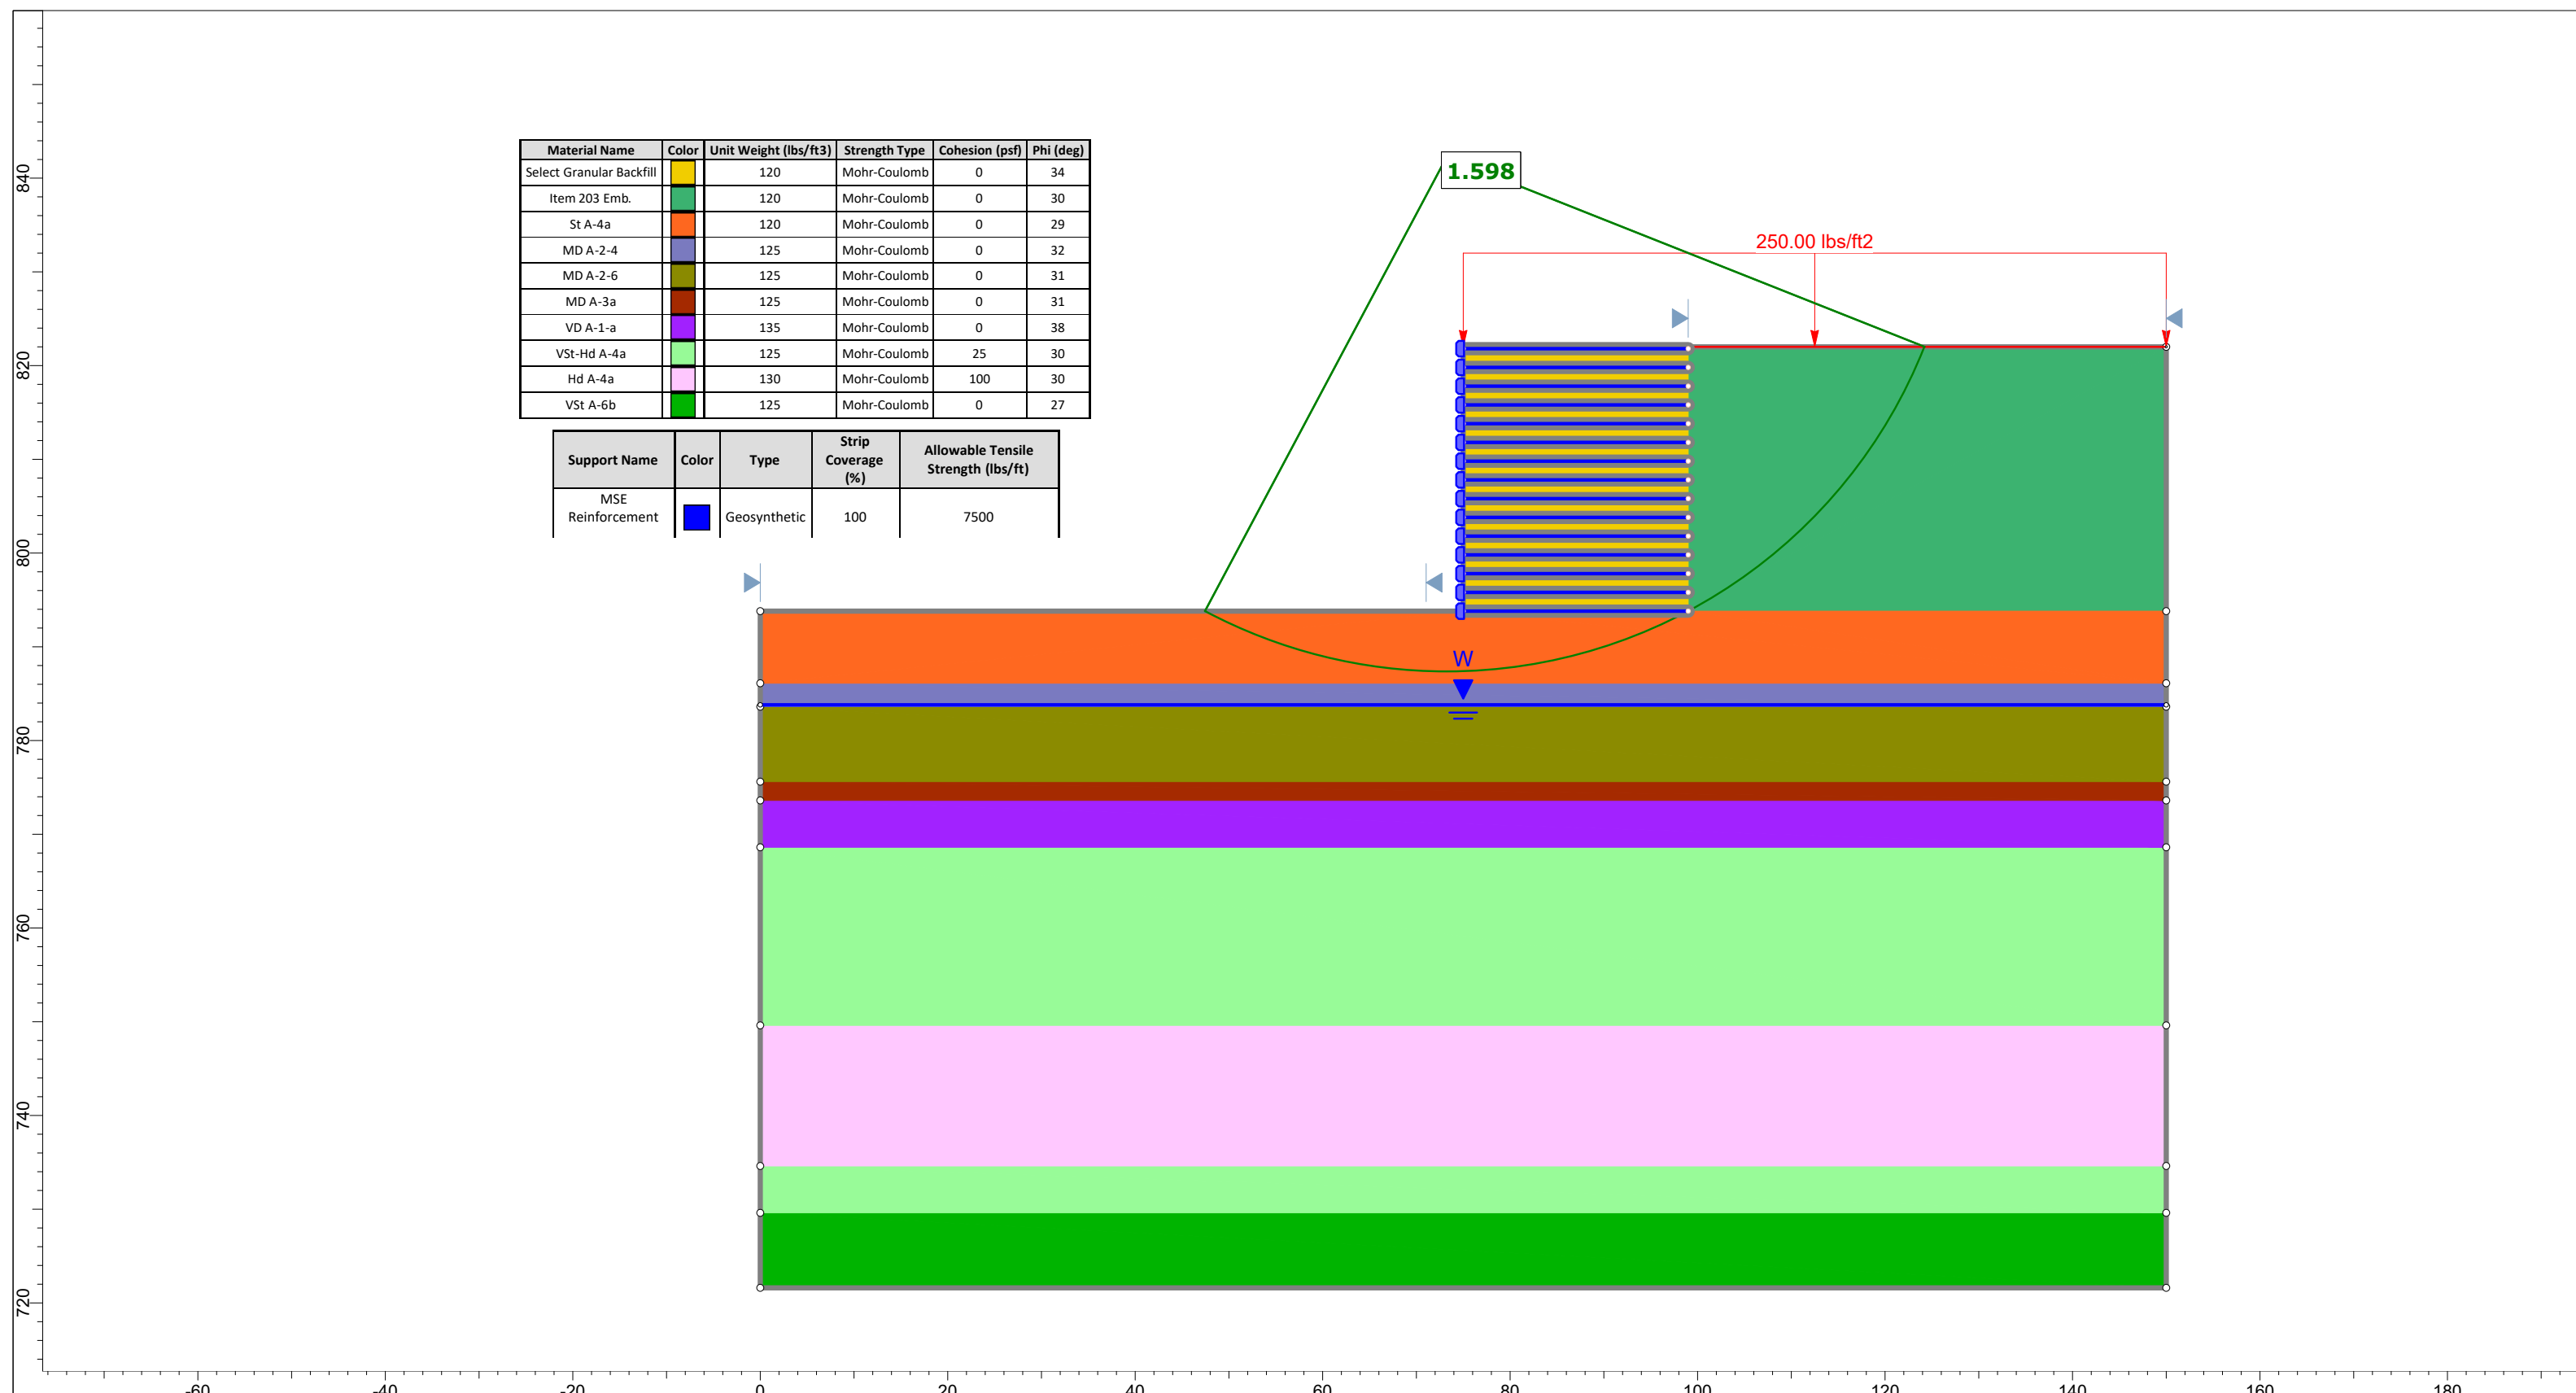 Material Name Color Unit Weight (lbs/ft3) Strength Type Cohesion (psf) Phi (deg)
Select Granular Backfill 120 Mohr-Coulomb 0 34
Item 203 Emb. 120 Mohr-Coulomb 0 30
St A-4a 120 Mohr-Coulomb 0 29
MD A-2-4 125 Mohr-Coulomb 0 32
MD A-2-6 125 Mohr-Coulomb 0 31
MD A-3a 125 Mohr-Coulomb 0 31
VD A-1-a 135 Mohr-Coulomb 0 38
VSt-Hd A-4a 125 Mohr-Coulomb 25 30
Hd A-4a 130 Mohr-Coulomb 100 30
VSt A-6b 125 Mohr-Coulomb 0 27
Support Name Color Type Strip Coverage (%) Allowable Tensile Strength (lbs/ft)
MSE Reinforcement Geosynthetic 100 7500
1.598
250.00 lbs/ft2
W
840
820
800
780
760
740
720
-60 -40 -20 0 20 40 60 80 100 120 140 160 180